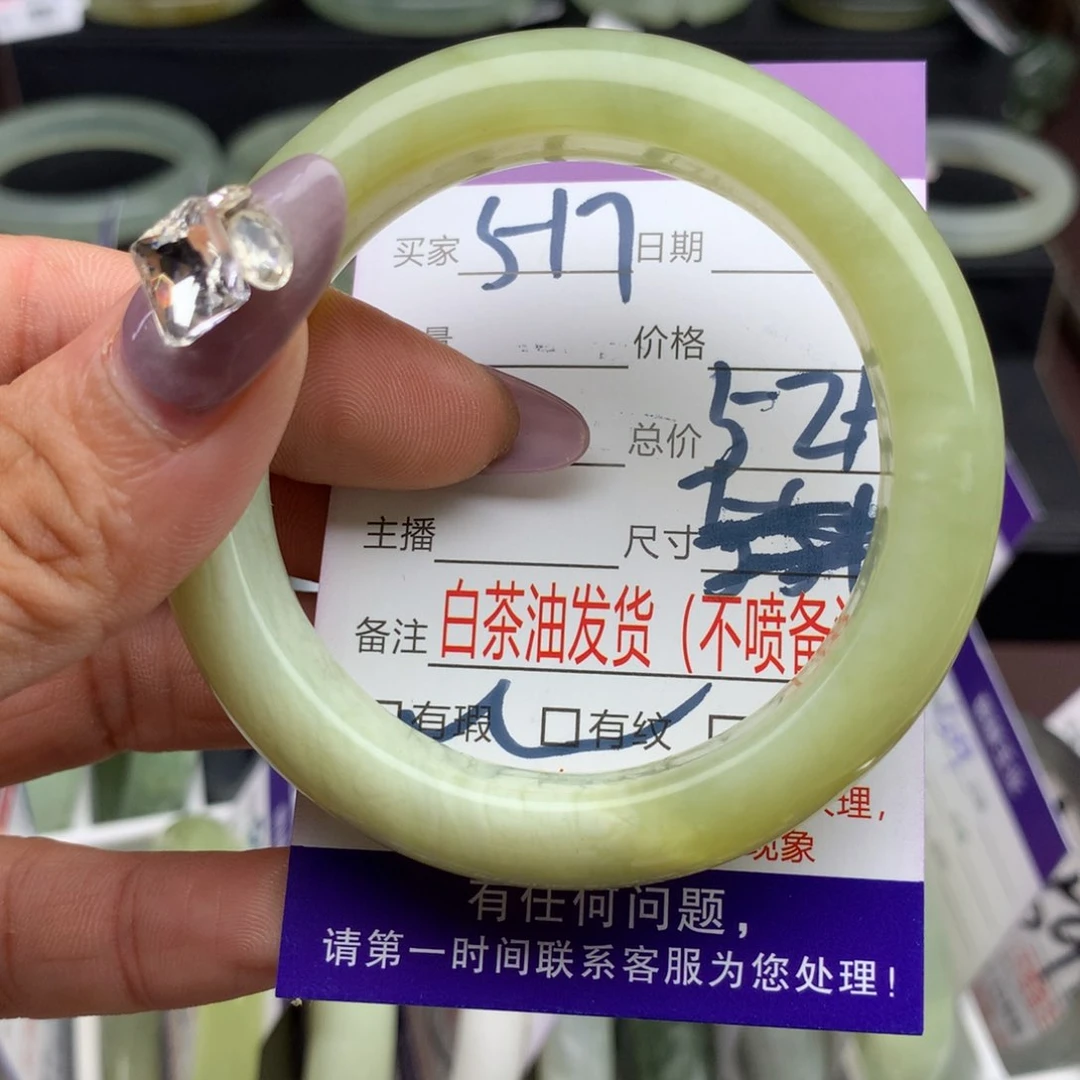 买家 517 日期
价格
总价 524
主播 尺寸
备注 白茶油发货（不喷备
有瑕 有纹
理，
现象
有任何问题，
请第一时间联系客服为您处理！